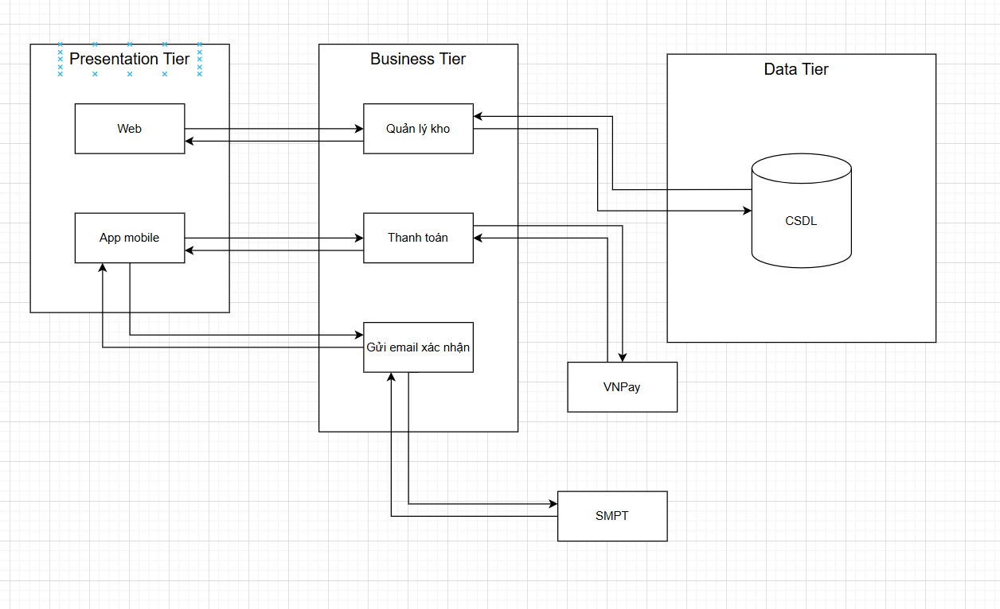 Presentation Tier
Business Tier
Data Tier
Web
Quản lý kho
CSDL
App mobile
Thanh toán
Gửi email xác nhận
VNPay
SMPT